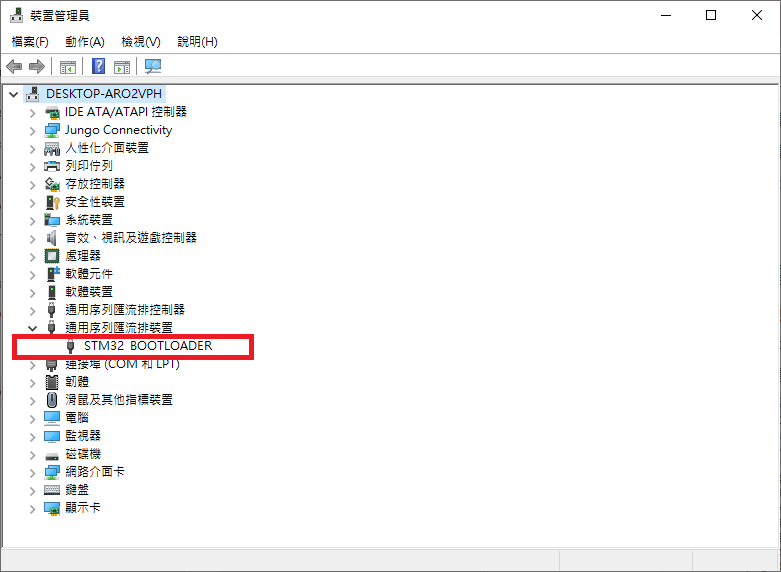 裝置管理員
檔案(F) 動作(A) 檢視(V) 說明(H)
DESKTOP-ARO2VPH
IDE ATA/ATAPI 控制器
Jungo Connectivity
人性化介面裝置
列印佇列
存放控制器
安全性裝置
系統裝置
音效、視訊及遊戲控制器
處理器
軟體元件
軟體裝置
通用序列匯流排控制器
通用序列匯流排裝置
STM32 BOOTLOADER
連接埠 (COM 和 LPT)
韌體
滑鼠及其他指標裝置
電腦
監視器
磁碟機
網路介面卡
鍵盤
顯示卡